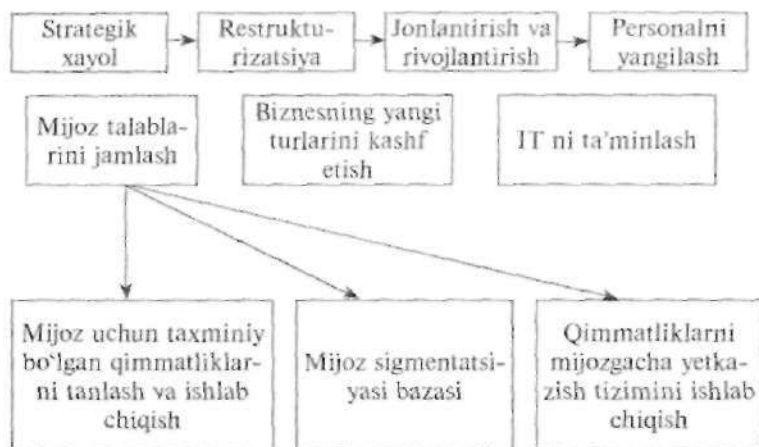 Strategik
xayol
Restruktu-
rizatsiya
Jonlantirish va
rivojlantirish
Personalni
yangilash
Mijoz talabla-
rini jamlash
Biznesning yangi
turlarini kashf
etish
IT ni ta'minlash
Mijoz uchun taxminiy
bo‘lgan qimmatliklar-
ni tanlash va ishlab
chiqish
Mijoz sigmentatsi-
yasi bazasi
Qimmatliklarni
mijozgacha yetka-
zish tizimini ishlab
chiqish